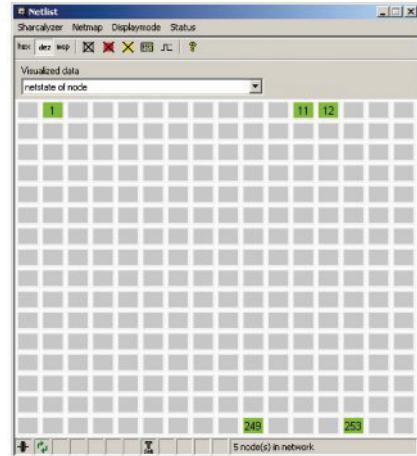 Netlist
Sharcalyzer Netmap Displaymode Status
hex dez
Visualized data
netstate of node
1 11 12
249 253
5 node(s) in network